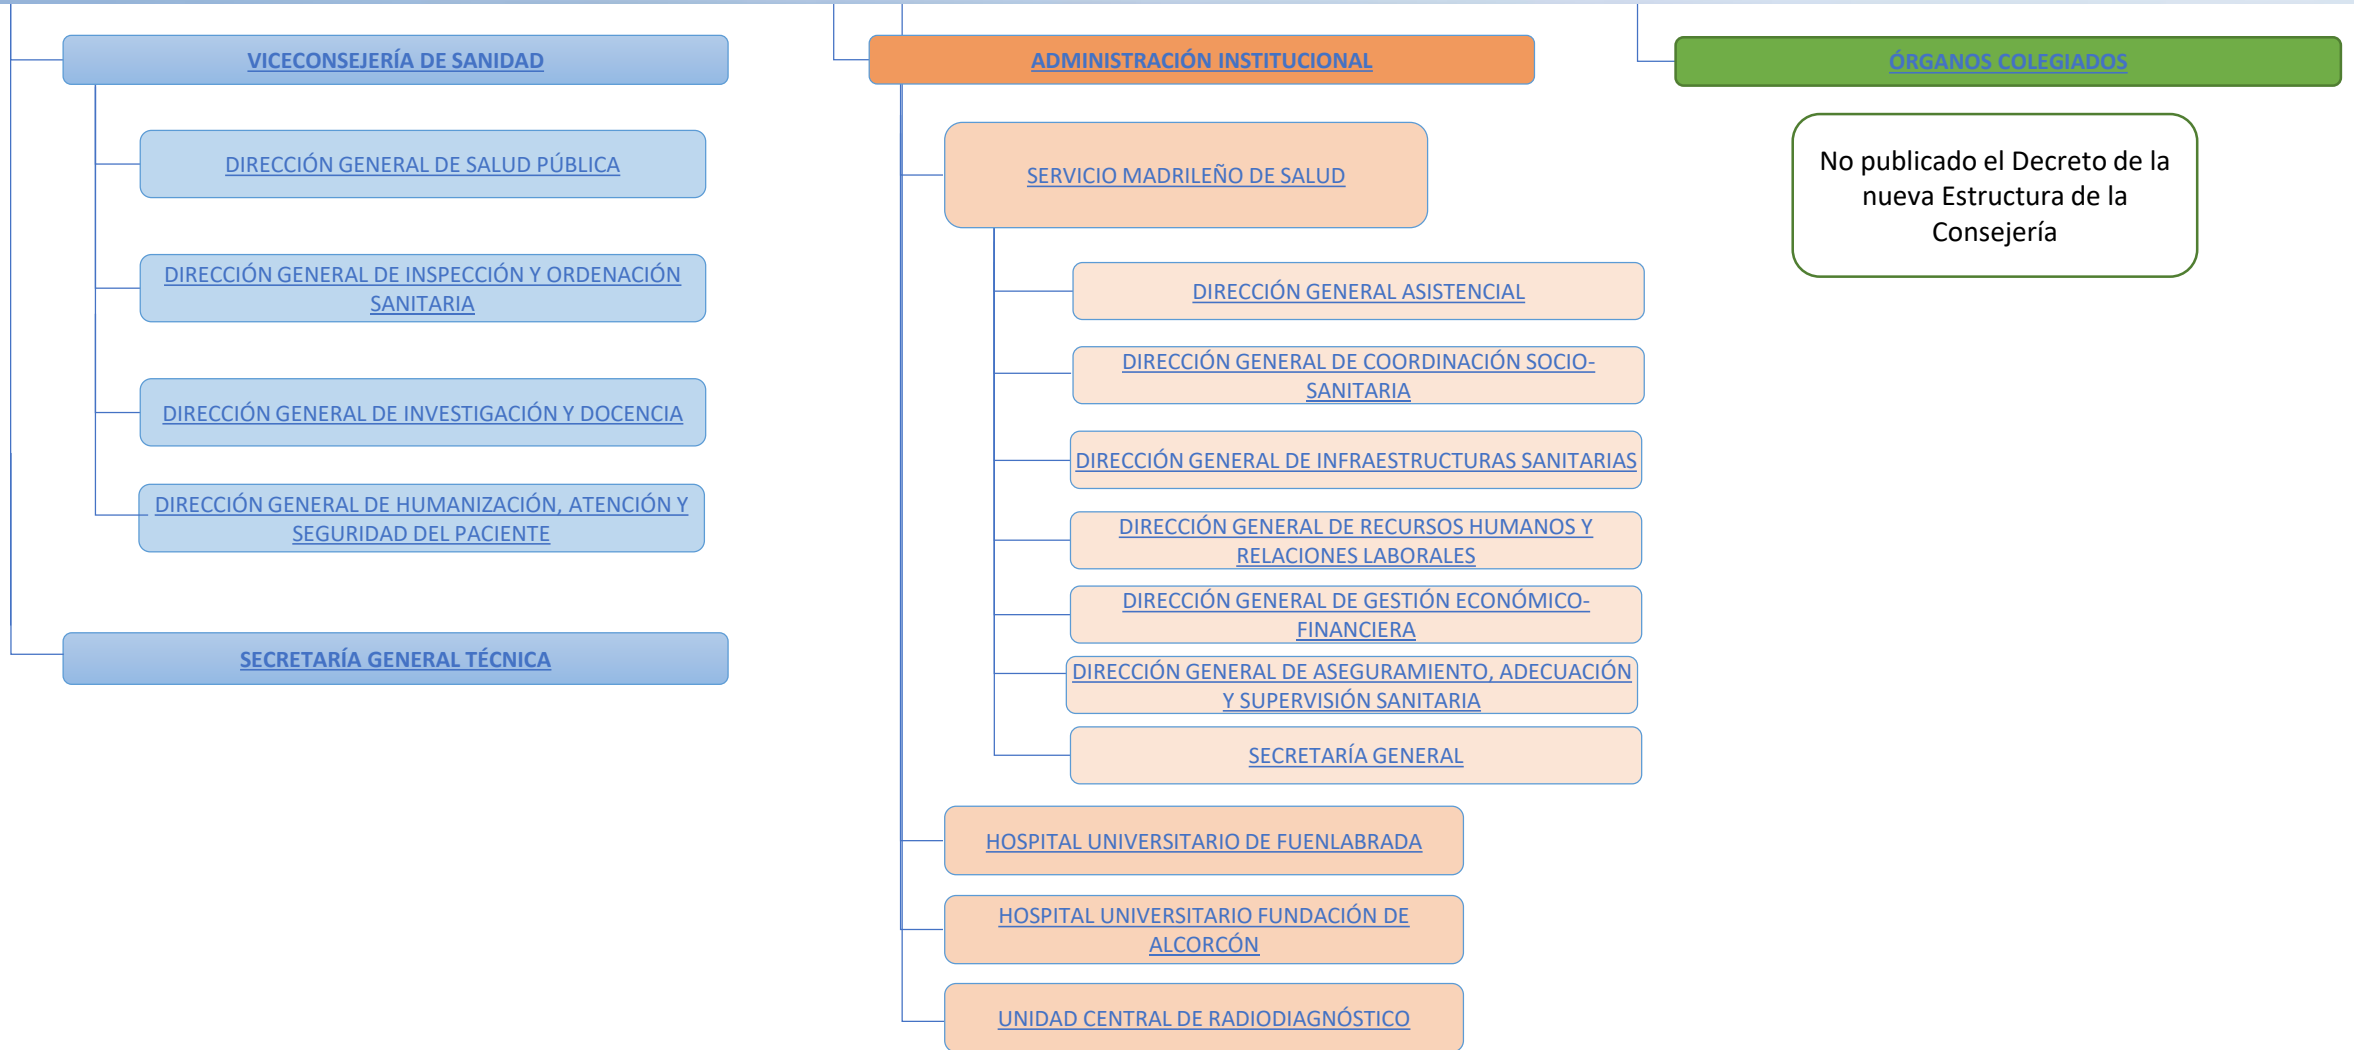 VICECONSEJERÍA DE SANIDAD
DIRECCIÓN GENERAL DE SALUD PÚBLICA
DIRECCIÓN GENERAL DE INSPECCIÓN Y ORDENACIÓN
SANITARIA
DIRECCIÓN GENERAL DE INVESTIGACIÓN Y DOCENCIA
DIRECCIÓN GENERAL DE HUMANIZACIÓN, ATENCIÓN Y
SEGURIDAD DEL PACIENTE
SECRETARÍA GENERAL TÉCNICA
ADMINISTRACIÓN INSTITUCIONAL
SERVICIO MADRILEÑO DE SALUD
DIRECCIÓN GENERAL ASISTENCIAL
DIRECCIÓN GENERAL DE COORDINACIÓN SOCIO-
SANITARIA
DIRECCIÓN GENERAL DE INFRAESTRUCTURAS SANITARIAS
DIRECCIÓN GENERAL DE RECURSOS HUMANOS Y
RELACIONES LABORALES
DIRECCIÓN GENERAL DE GESTIÓN ECONÓMICO-
FINANCIERA
DIRECCIÓN GENERAL DE ASEGURAMIENTO, ADECUACIÓN
Y SUPERVISIÓN SANITARIA
SECRETARÍA GENERAL
HOSPITAL UNIVERSITARIO DE FUENLABRADA
HOSPITAL UNIVERSITARIO FUNDACIÓN DE
ALCORCÓN
UNIDAD CENTRAL DE RADIODIAGNÓSTICO
ÓRGANOS COLEGIADOS
No publicado el Decreto de la
nueva Estructura de la
Consejería